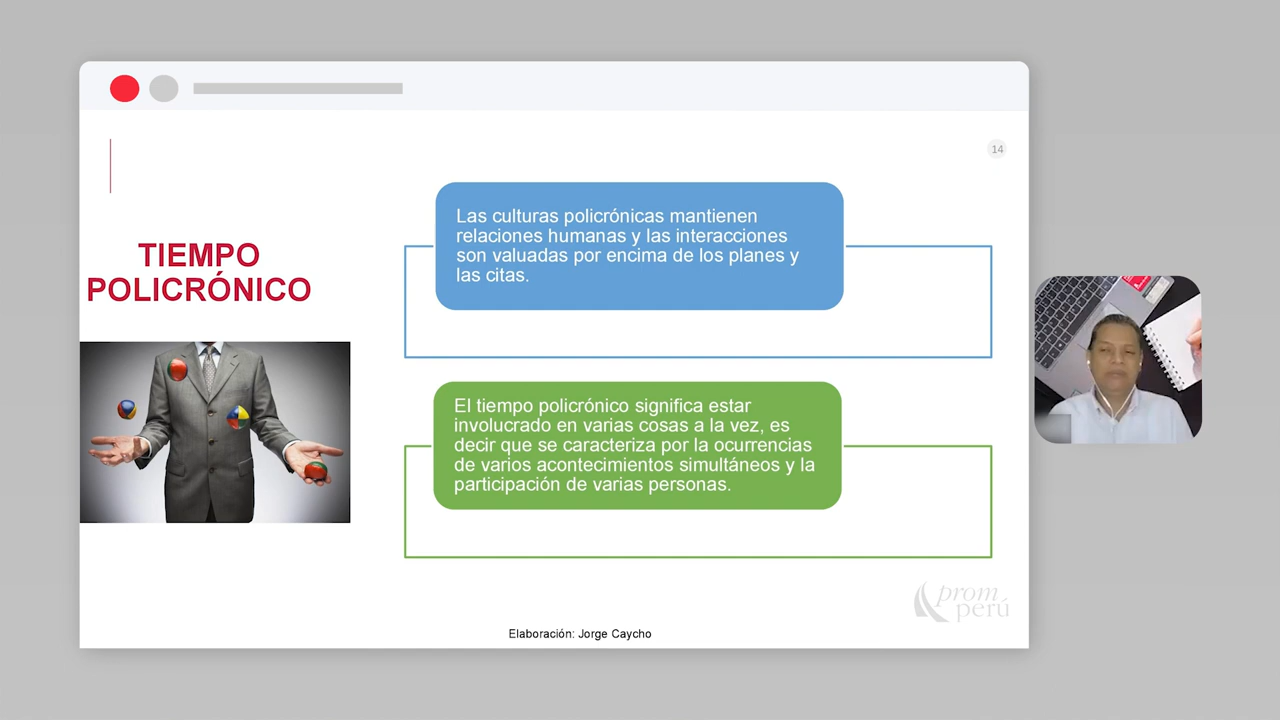 14
TIEMPO
POLICRÓNICO
Las culturas policrónicas mantienen
relaciones humanas y las interacciones
son valuadas por encima de los planes y
las citas.
El tiempo policrónico significa estar
involucrado en varias cosas a la vez, es
decir que se caracteriza por la ocurrencias
de varios acontecimientos simultáneos y la
participación de varias personas.
prom
perú
Elaboración: Jorge Caycho